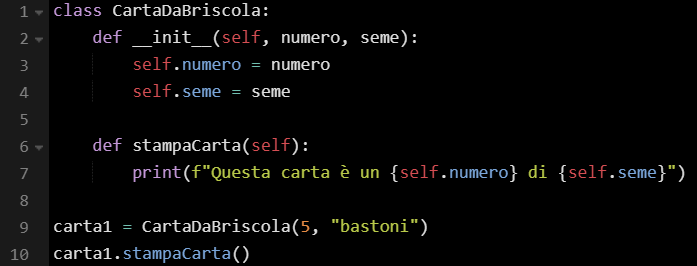 1 class CartaDaBriscola:
2     def __init__(self, numero, seme):
3         self.numero = numero
4         self.seme = seme
5
6     def stampaCarta(self):
7         print(f"Questa carta è un {self.numero} di {self.seme}")
8
9 carta1 = CartaDaBriscola(5, "bastoni")
10 carta1.stampaCarta()